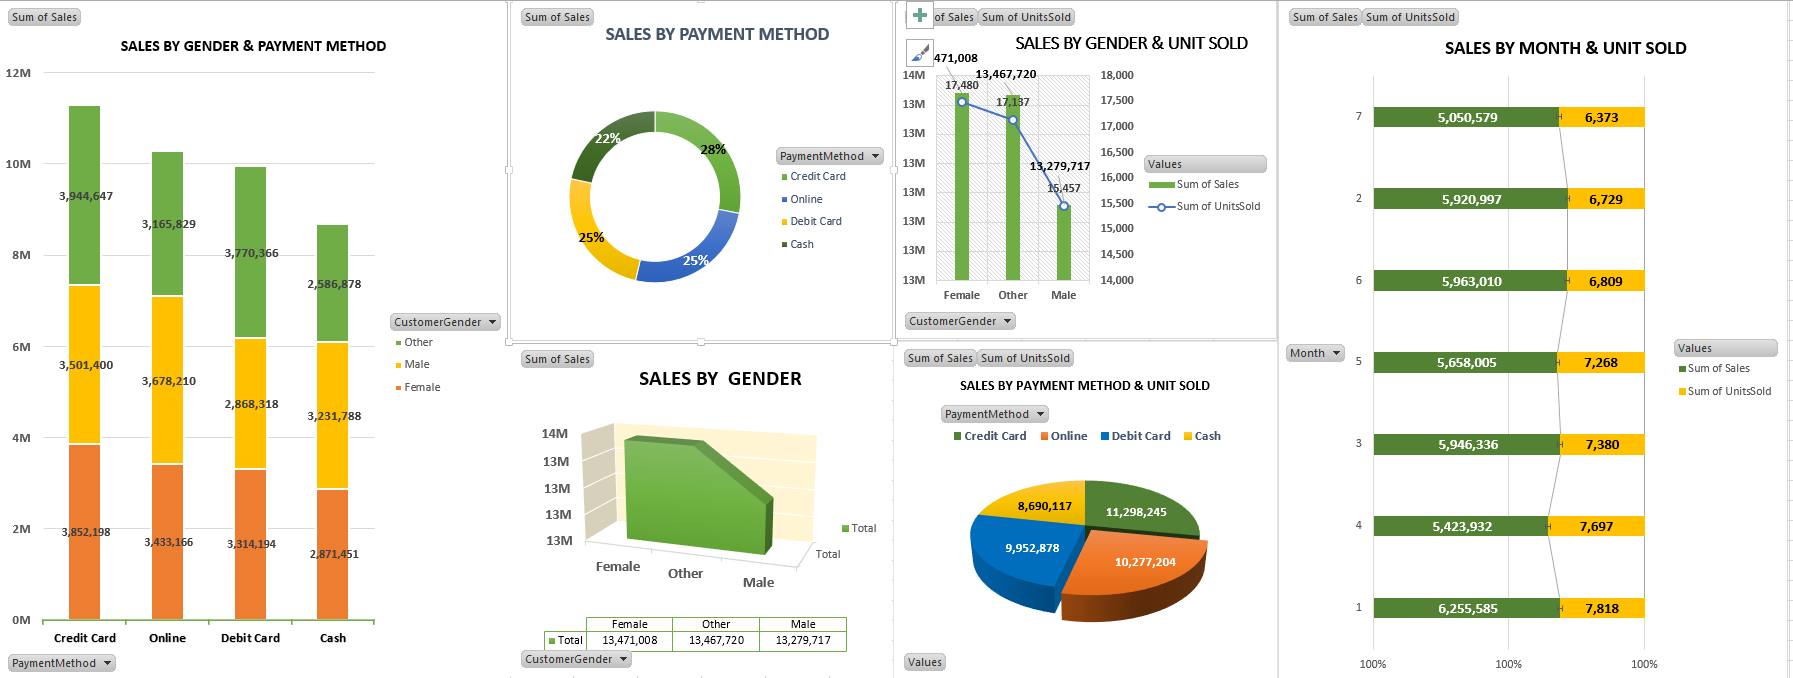 Sum of Sales
SALES BY GENDER & PAYMENT METHOD
12M
10M
8M
6M
4M
2M
0M
3,944,647
3,165,829
3,770,366
2,586,878
3,501,400
3,678,210
2,868,318
3,231,788
3,852,198
3,433,166
3,314,194
2,871,451
Credit Card
Online
Debit Card
Cash
CustomerGender
Other
Male
Female
PaymentMethod
Sum of Sales
SALES BY PAYMENT METHOD
22%
28%
25%
25%
PaymentMethod
Credit Card
Online
Debit Card
Cash
Sum of Sales
SALES BY  GENDER
14M
13M
13M
13M
13M
Female
Other
Male
Total
Total
Female Other Male
Total 13,471,008 13,467,720 13,279,717
CustomerGender
of Sales Sum of UnitsSold
SALES BY GENDER & UNIT SOLD
471,008
13,467,720
13,279,717
17,480
17,137
15,457
14M
13M
13M
13M
13M
13M
13M
13M
18,000
17,500
17,000
16,500
16,000
15,500
15,000
14,500
14,000
Female
Other
Male
Values
Sum of Sales
Sum of UnitsSold
CustomerGender
Sum of Sales Sum of UnitsSold
SALES BY PAYMENT METHOD & UNIT SOLD
PaymentMethod
Credit Card Online Debit Card Cash
8,690,117
11,298,245
9,952,878
10,277,204
Values
Sum of Sales Sum of UnitsSold
SALES BY MONTH & UNIT SOLD
7 5,050,579 6,373
2 5,920,997 6,729
6 5,963,010 6,809
Month
5 5,658,005 7,268
3 5,946,336 7,380
4 5,423,932 7,697
1 6,255,585 7,818
100% 100% 100%
Values
Sum of Sales
Sum of UnitsSold